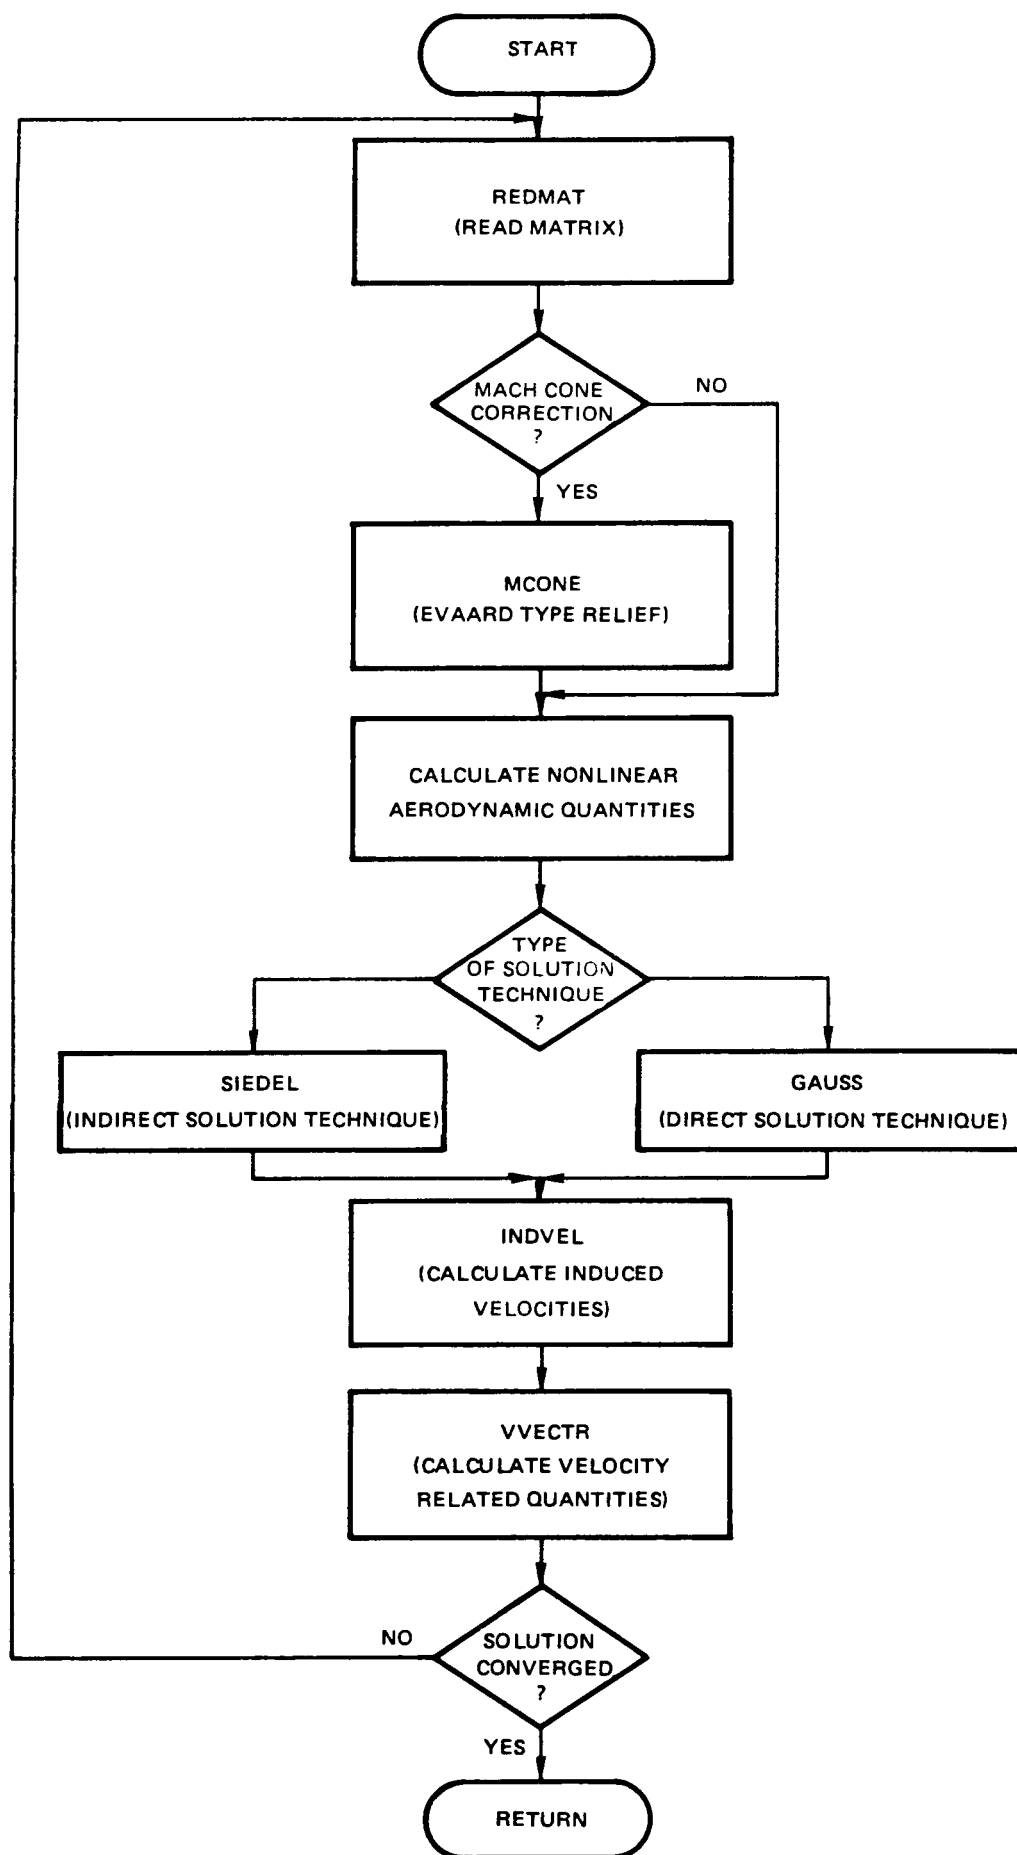 START
REDMAT
(READ MATRIX)
MACH CONE
CORRECTION
?
NO
YES
MCONE
(EVAARD TYPE RELIEF)
CALCULATE NONLINEAR
AERODYNAMIC QUANTITIES
TYPE
OF SOLUTION
TECHNIQUE
?
SIEDEL
(INDIRECT SOLUTION TECHNIQUE)
GAUSS
(DIRECT SOLUTION TECHNIQUE)
INDVEL
(CALCULATE INDUCED
VELOCITIES)
VVECTR
(CALCULATE VELOCITY
RELATED QUANTITIES)
NO
SOLUTION
CONVERGED
?
YES
RETURN